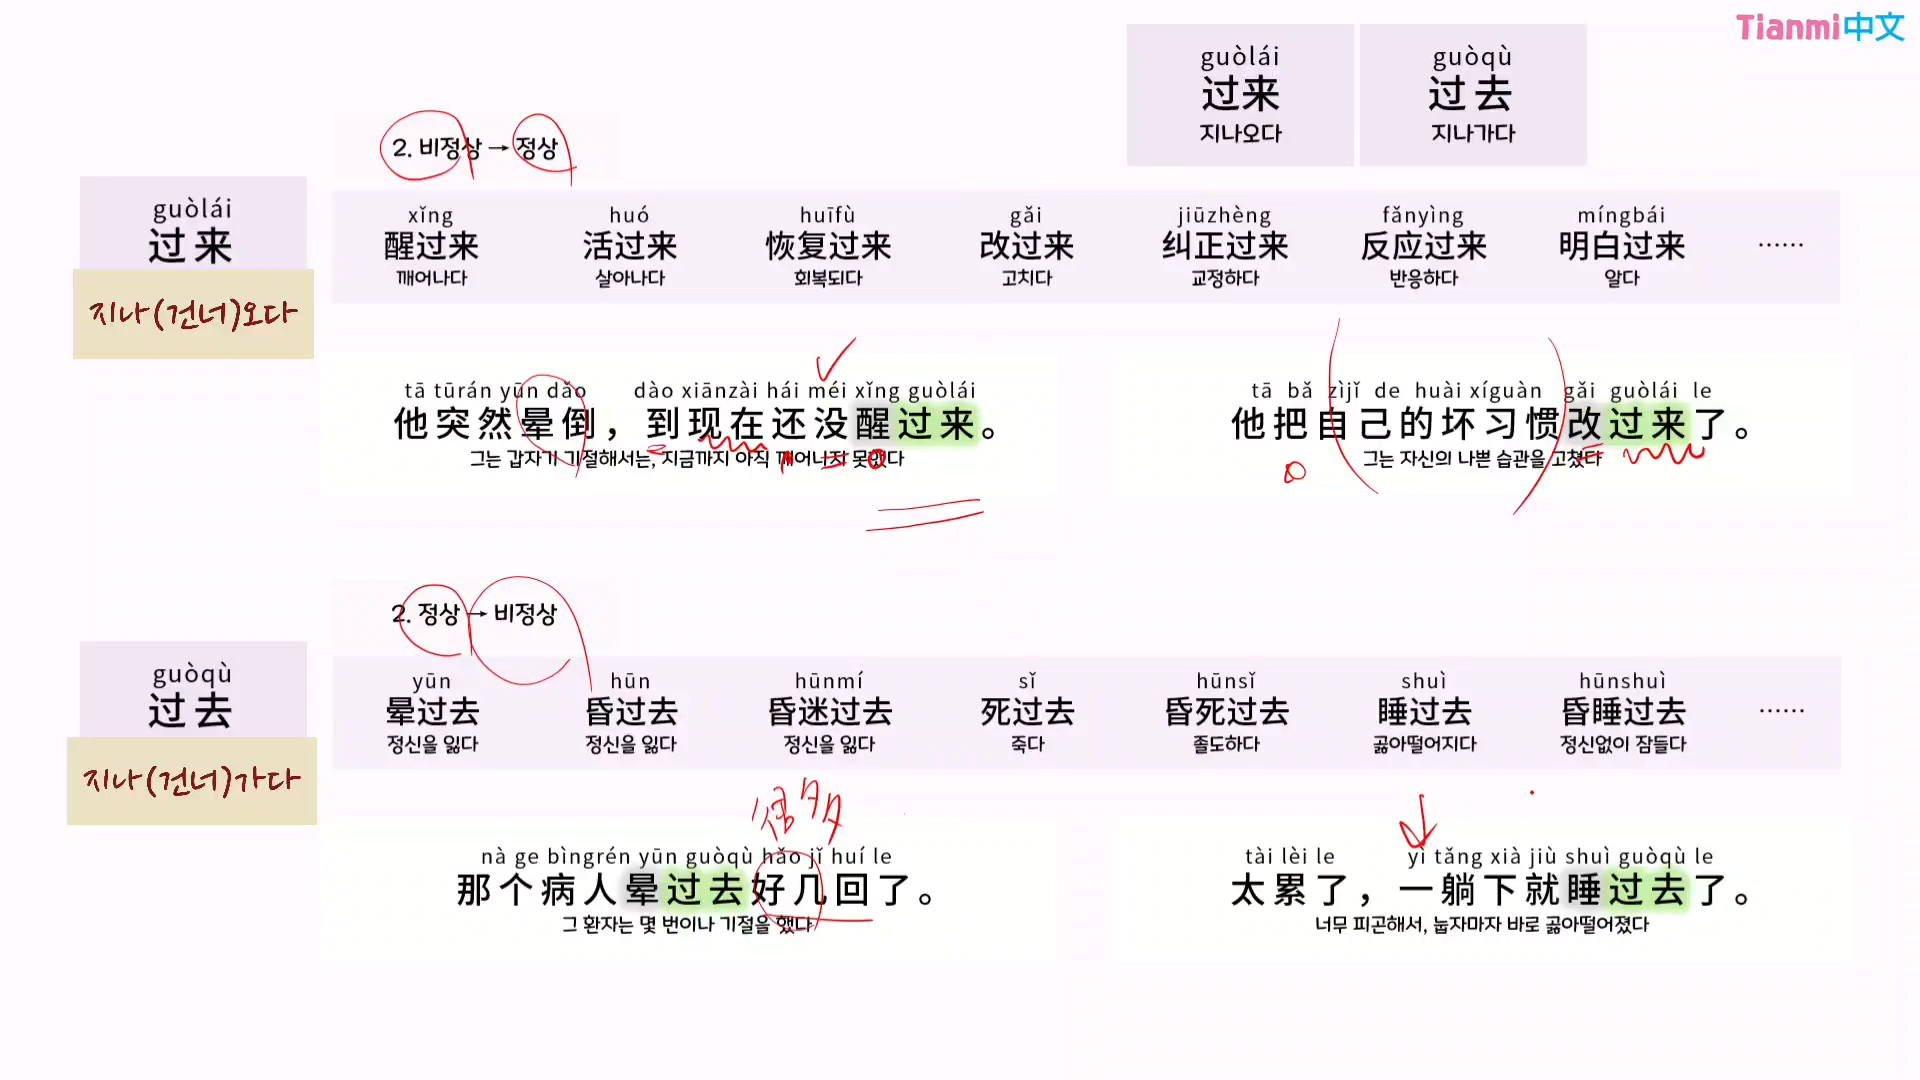 Tianmi中文
guòlái
过来
지나오다
guòqù
过去
지나가다
2. 비정상 → 정상
guòlái
过来
지나(건너)오다
xǐng
醒过来
깨어나다
huó
活过来
살아나다
huīfù
恢复过来
회복되다
gǎi
改过来
고치다
jiūzhèng
纠正过来
교정하다
fǎnyìng
反应过来
반응하다
míngbái
明白过来
알다
......
tā tūrán yūn dǎo dào xiānzài hái méi xǐng guòlái
他突然晕倒，到现在还没醒过来。
그는 갑자기 기절해서는, 지금까지 아직 깨어나지 못했다
tā bǎ zìjǐ de huài xíguàn gǎi guòlái le
他把自己的坏习惯改过来了。
그는 자신의 나쁜 습관을 고쳤다
2. 정상 → 비정상
guòqù
过去
지나(건너)가다
yūn
晕过去
정신을 잃다
hūn
昏过去
정신을 잃다
hūnmí
昏迷过去
정신을 잃다
sǐ
死过去
죽다
hūnsǐ
昏死过去
졸도하다
shuì
睡过去
곯아떨어지다
hūnshuì
昏睡过去
정신없이 잠들다
......
nà ge bìngrén yūn guòqù hǎo jǐ huí le
那个病人晕过去好几回了。
그 환자는 몇 번이나 기절을 했다
tài lèi le yì tǎng xià jiù shuì guòqù le
太累了，一躺下就睡过去了。
너무 피곤해서, 눕자마자 바로 곯아떨어졌다